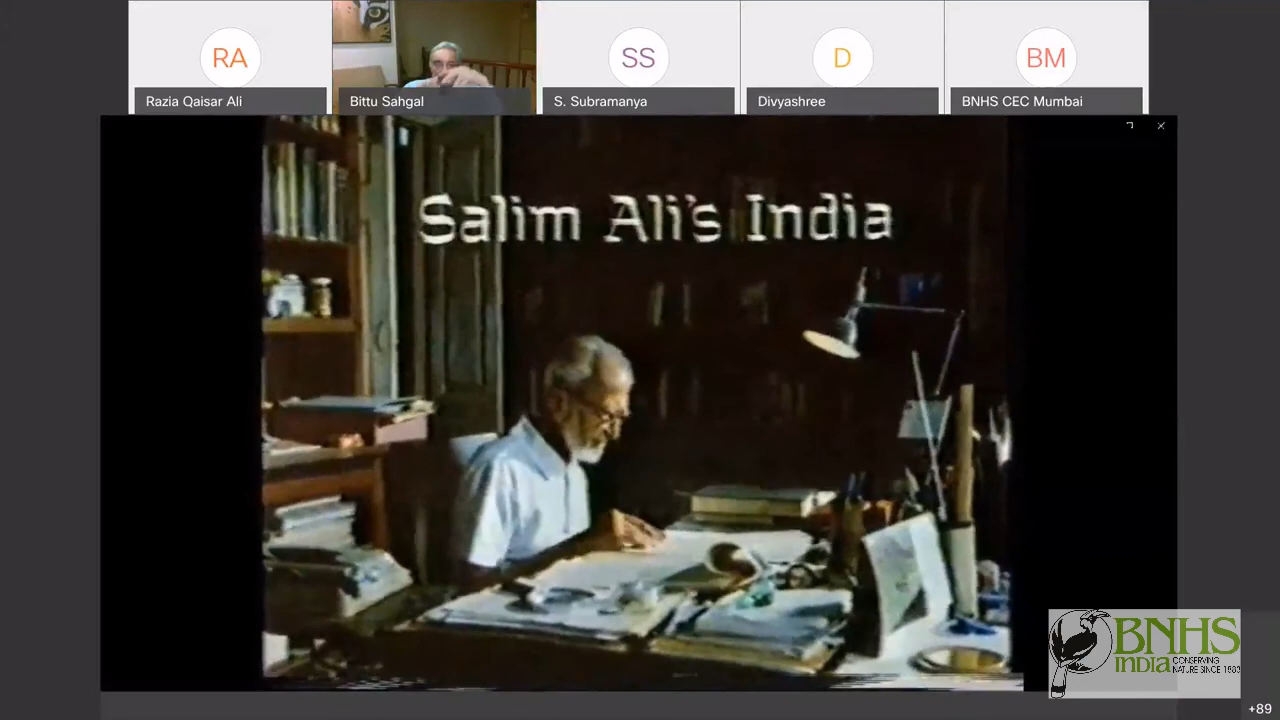 RA
SS
D
BM
Razia Qaisar Ali
Bittu Sahgal
S. Subramanya
Divyashree
BNHS CEC Mumbai
Salim Ali's India
BNHS
INDIA
CONSERVING
NATURE SINCE 1883
+89